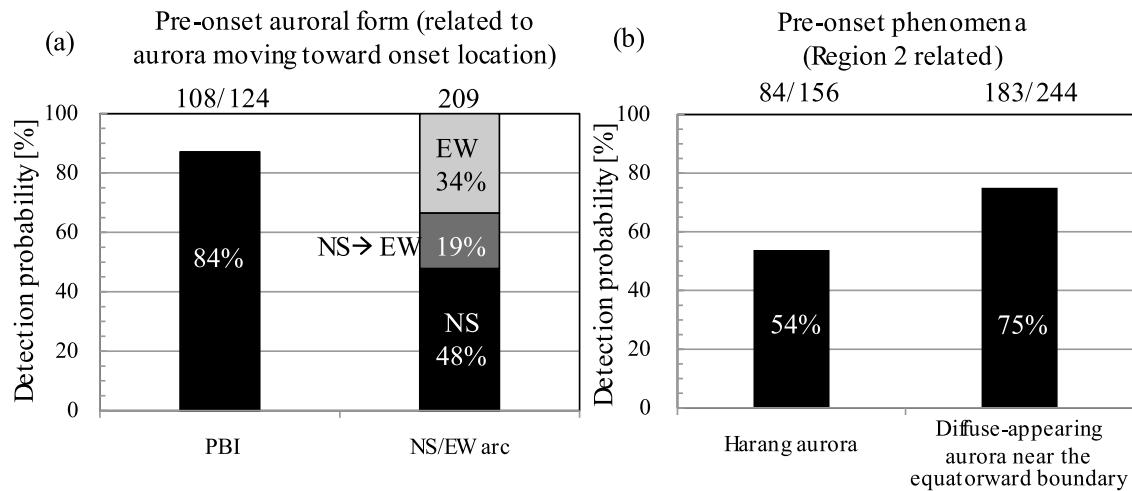 (a)
Pre-onset auroral form (related to
aurora moving toward onset location)
108/124
209
Detection probability [%]
100
80
60
40
20
0
84%
EW
34%
NS→ EW
19%
NS
48%
PBI
NS/EW arc
(b)
Pre-onset phenomena
(Region 2 related)
84/156
183/244
Detection probability [%]
100
80
60
40
20
0
54%
75%
Harang aurora
Diffuse-appearing
aurora near the
equatorward boundary